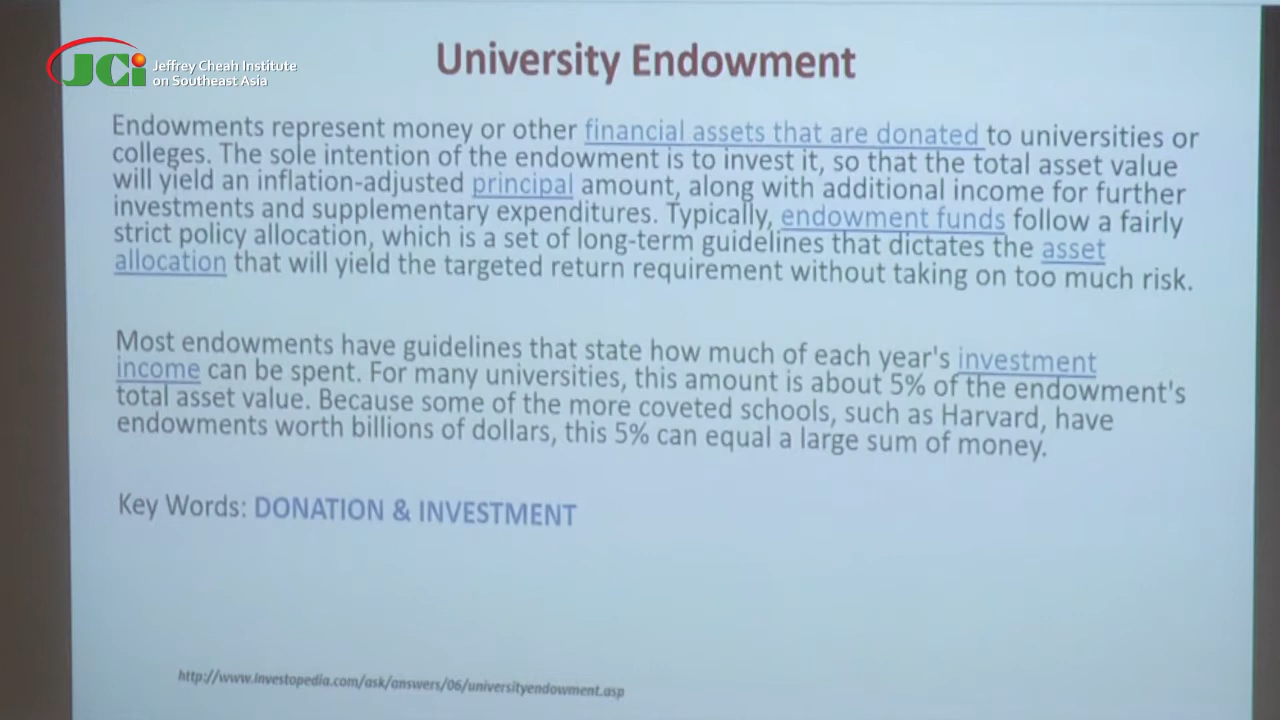 JCi Jeffrey Cheah Institute
on Southeast Asia
University Endowment
Endowments represent money or other financial assets that are donated to universities or
colleges. The sole intention of the endowment is to invest it, so that the total asset value
will yield an inflation-adjusted principal amount, along with additional income for further
investments and supplementary expenditures. Typically, endowment funds follow a fairly
strict policy allocation, which is a set of long-term guidelines that dictates the asset
allocation that will yield the targeted return requirement without taking on too much risk.
Most endowments have guidelines that state how much of each year's investment
income can be spent. For many universities, this amount is about 5% of the endowment's
total asset value. Because some of the more coveted schools, such as Harvard, have
endowments worth billions of dollars, this 5% can equal a large sum of money.
Key Words: DONATION & INVESTMENT
http://www.investopedia.com/ask/answers/06/universityendowment.asp